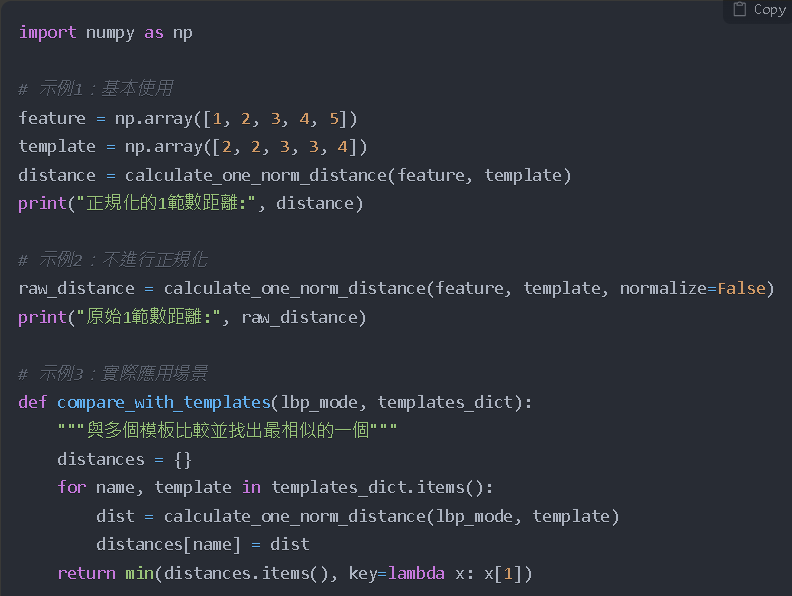 Copy
import numpy as np
# 示例1：基本使用
feature = np.array([1, 2, 3, 4, 5])
template = np.array([2, 2, 3, 3, 4])
distance = calculate_one_norm_distance(feature, template)
print("正規化的1範數距離:", distance)
# 示例2：不進行正規化
raw_distance = calculate_one_norm_distance(feature, template, normalize=False)
print("原始1範數距離:", raw_distance)
# 示例3：實際應用場景
def compare_with_templates(lbp_mode, templates_dict):
    """與多個模板比較並找出最相似的一個"""
    distances = {}
    for name, template in templates_dict.items():
        dist = calculate_one_norm_distance(lbp_mode, template)
        distances[name] = dist
    return min(distances.items(), key=lambda x: x[1])